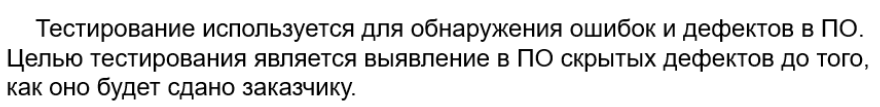 Тестирование используется для обнаружения ошибок и дефектов в ПО.
Целью тестирования является выявление в ПО скрытых дефектов до того,
как оно будет сдано заказчику.